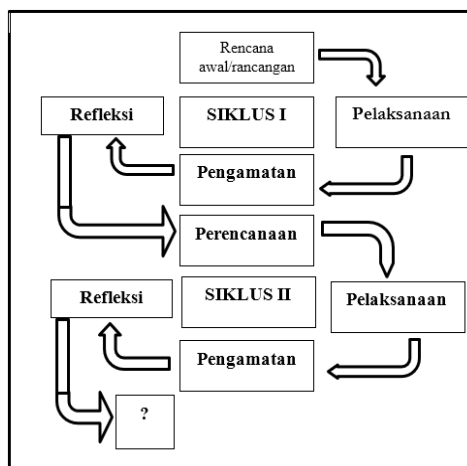 Rencana
awal/rancangan
Refleksi
SIKLUS I
Pelaksanaan
Pengamatan
Perencanaan
Refleksi
SIKLUS II
Pelaksanaan
Pengamatan
?